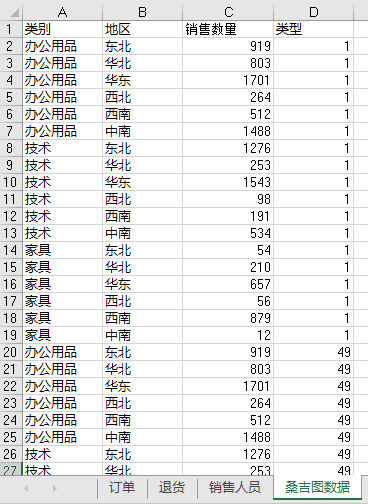 A B C D
1 类别 地区 销售数量 类型
2 办公用品 东北 919 1
3 办公用品 华北 803 1
4 办公用品 华东 1701 1
5 办公用品 西北 264 1
6 办公用品 西南 512 1
7 办公用品 中南 1488 1
8 技术 东北 1276 1
9 技术 华北 253 1
10 技术 华东 1543 1
11 技术 西北 98 1
12 技术 西南 191 1
13 技术 中南 534 1
14 家具 东北 54 1
15 家具 华北 210 1
16 家具 华东 657 1
17 家具 西北 56 1
18 家具 西南 879 1
19 家具 中南 12 1
20 办公用品 东北 919 49
21 办公用品 华北 803 49
22 办公用品 华东 1701 49
23 办公用品 西北 264 49
24 办公用品 西南 512 49
25 办公用品 中南 1488 49
26 技术 东北 1276 49
27 技术 华北 253 49
订单 退货 销售人员 桑吉图数据